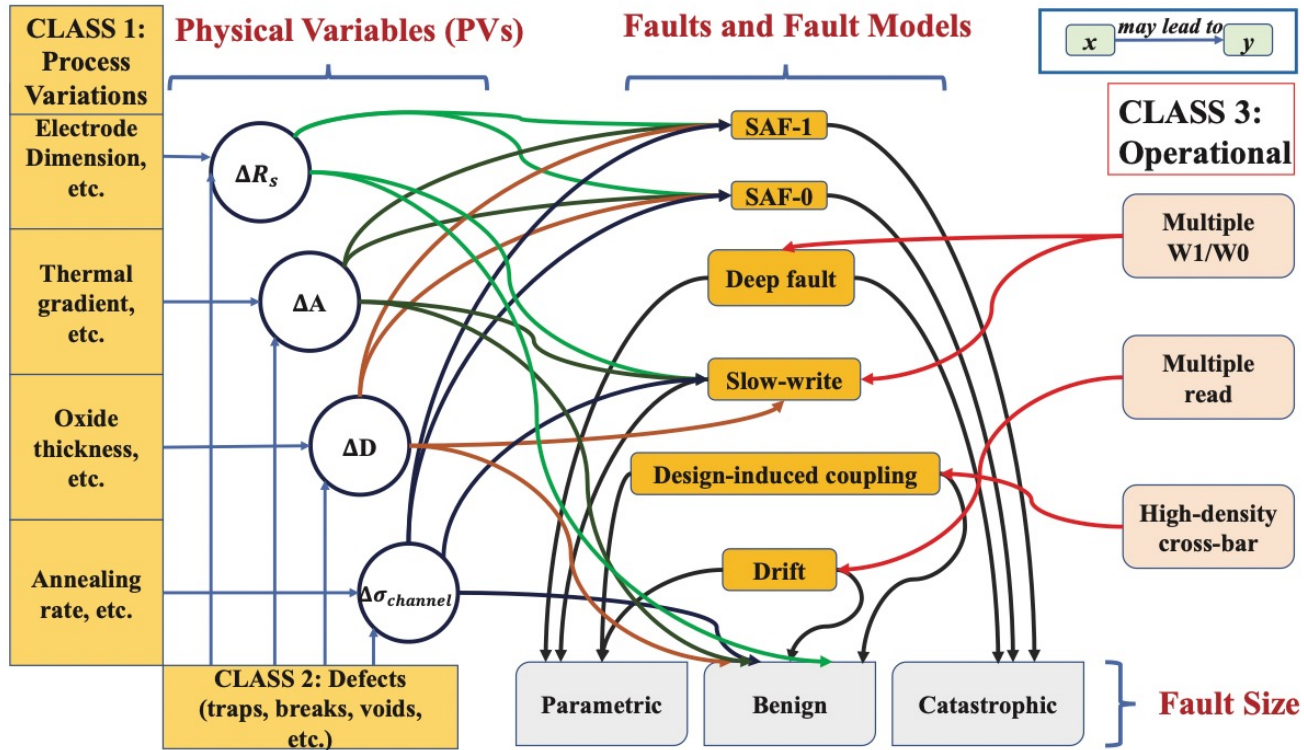 CLASS 1:
Process
Variations
Electrode
Dimension,
etc.
Thermal
gradient,
etc.
Oxide
thickness,
etc.
Annealing
rate, etc.
Physical Variables (PVs)
ΔR_s
ΔA
ΔD
Δσ_channel
CLASS 2: Defects
(traps, breaks, voids,
etc.)
Faults and Fault Models
SAF-1
SAF-0
Deep fault
Slow-write
Design-induced coupling
Drift
Parametric
Benign
Catastrophic
Fault Size
x may lead to y
CLASS 3:
Operational
Multiple
W1/W0
Multiple
read
High-density
cross-bar